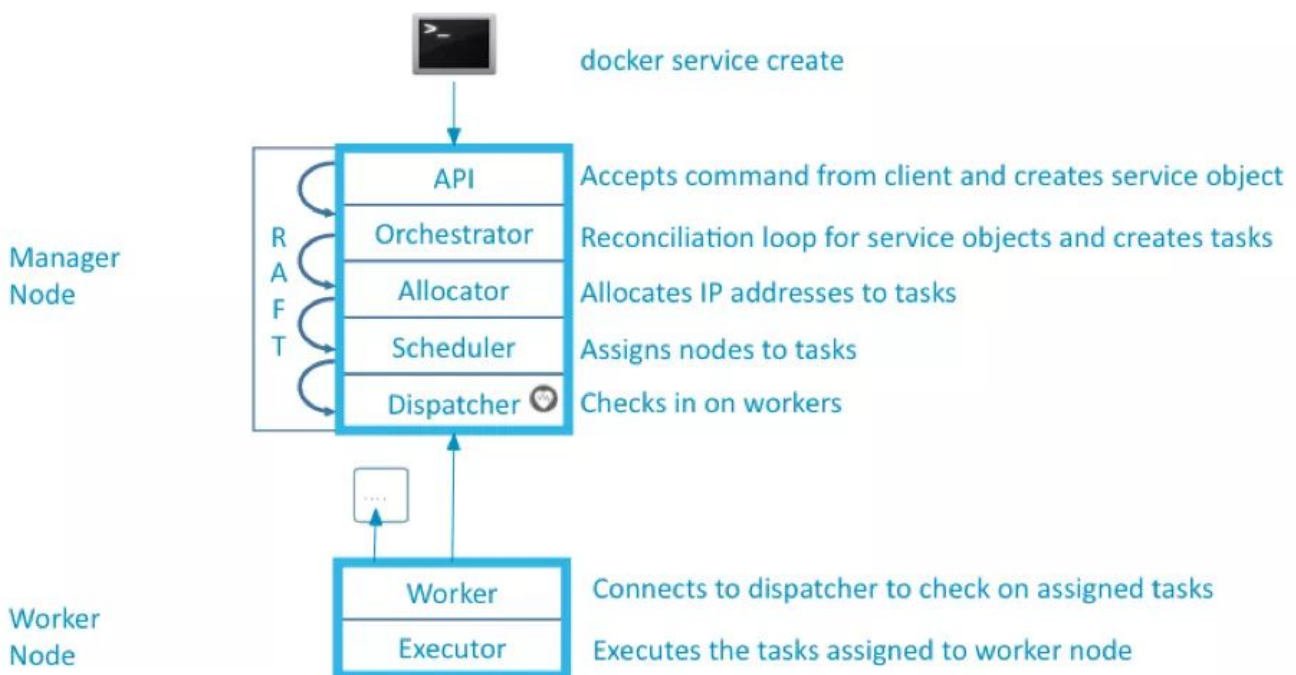 >_
docker service create
API
Accepts command from client and creates service object
Orchestrator
Reconciliation loop for service objects and creates tasks
Manager
Node
RAFT
Allocator
Allocates IP addresses to tasks
Scheduler
Assigns nodes to tasks
Dispatcher
Checks in on workers
....
Worker
Connects to dispatcher to check on assigned tasks
Worker
Node
Executor
Executes the tasks assigned to worker node